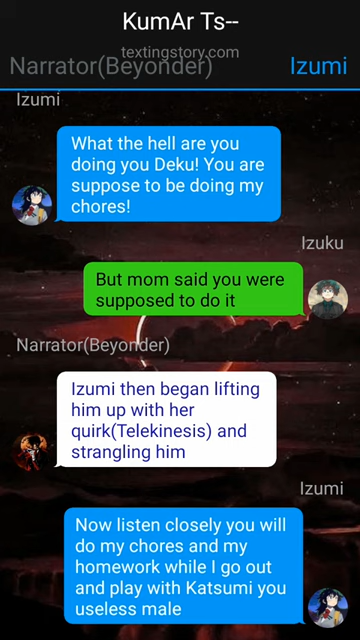 KumAr Ts--
textingstory.com
Narrator(Beyonder)
Izumi
Izumi
What the hell are you
doing you Deku! You are
suppose to be doing my
chores!
Izuku
But mom said you were
supposed to do it
Narrator(Beyonder)
Izumi then began lifting
him up with her
quirk(Telekinesis) and
strangling him
Izumi
Now listen closely you will
do my chores and my
homework while I go out
and play with Katsumi you
useless male